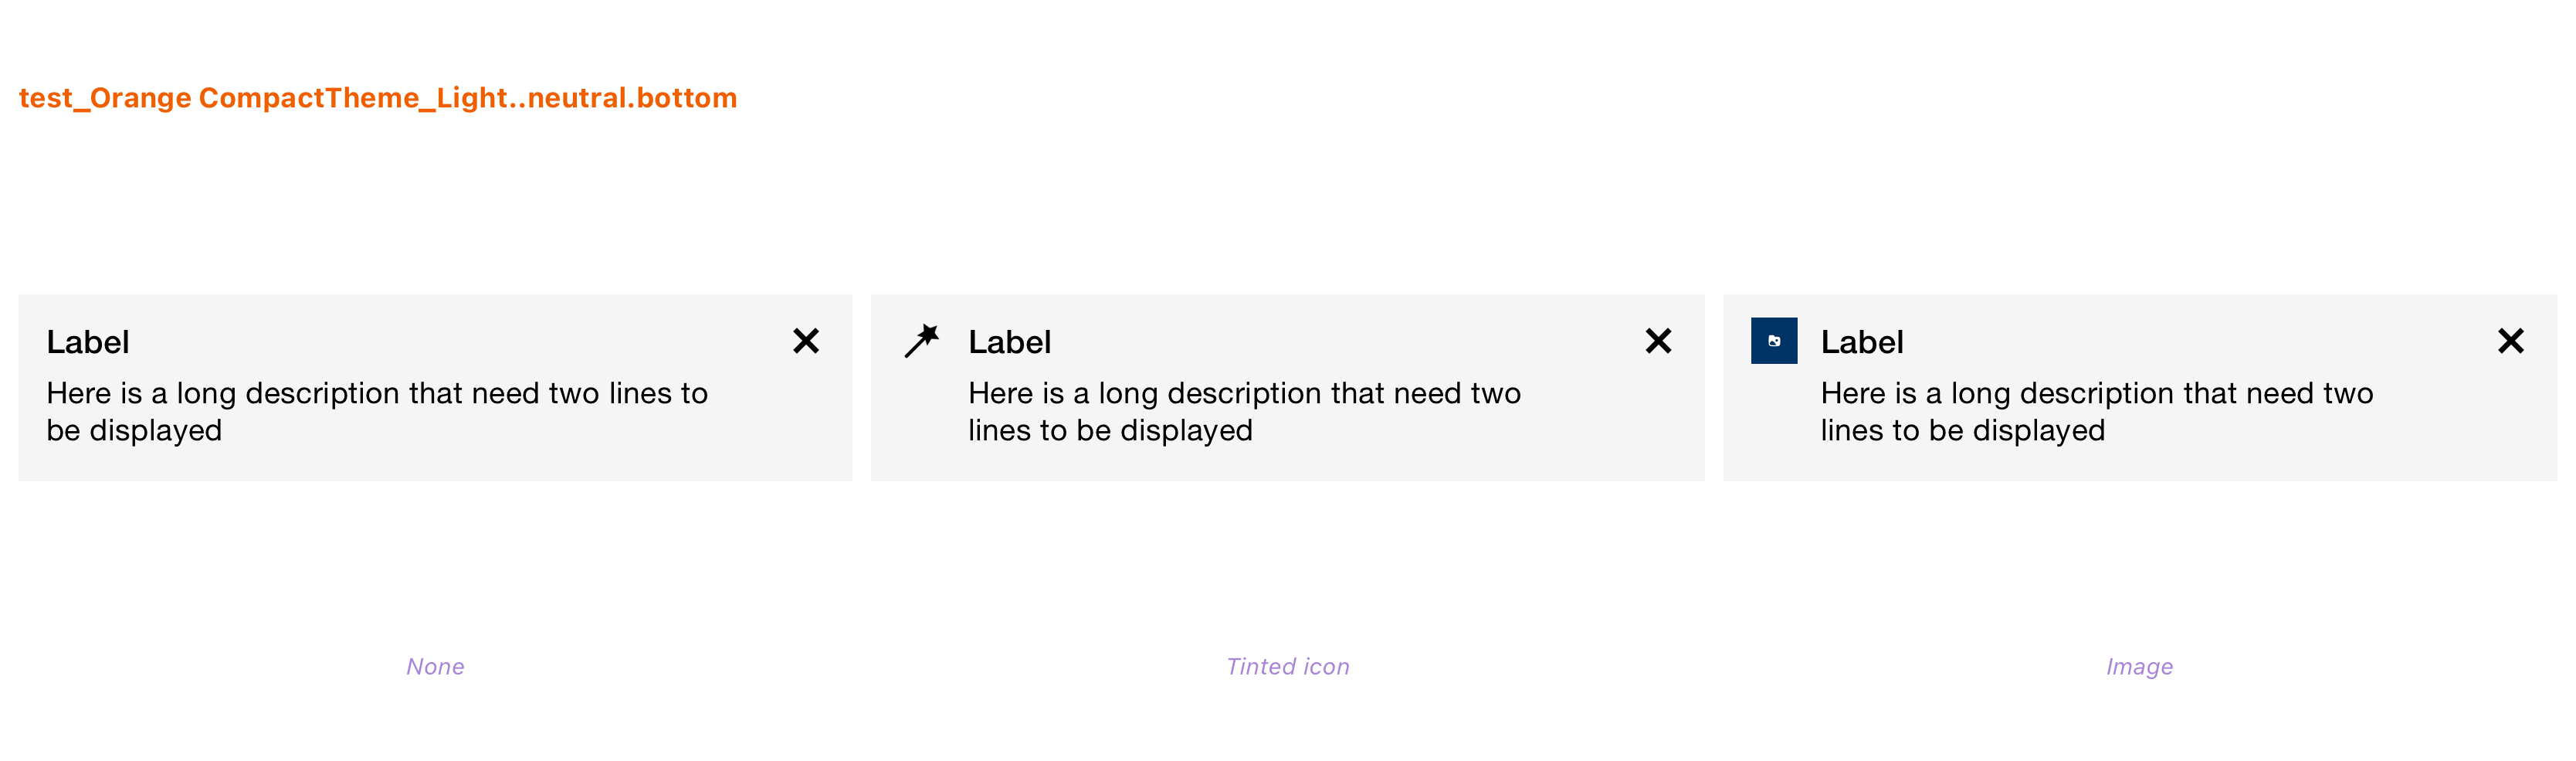 test_Orange CompactTheme_Light..neutral.bottom
Label
Here is a long description that need two lines to
be displayed
Label
Here is a long description that need two
lines to be displayed
Label
Here is a long description that need two
lines to be displayed
None
Tinted icon
Image